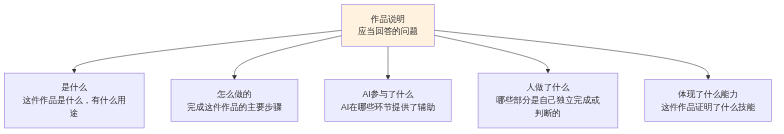 作品说明
应当回答的问题
是什么
这件作品是什么，有什么用
途
怎么做的
完成这件作品的主要步骤
AI参与了什么
AI在哪些环节提供了辅助
人做了什么
哪些部分是自己独立完成或
判断的
体现了什么能力
这件作品证明了什么技能